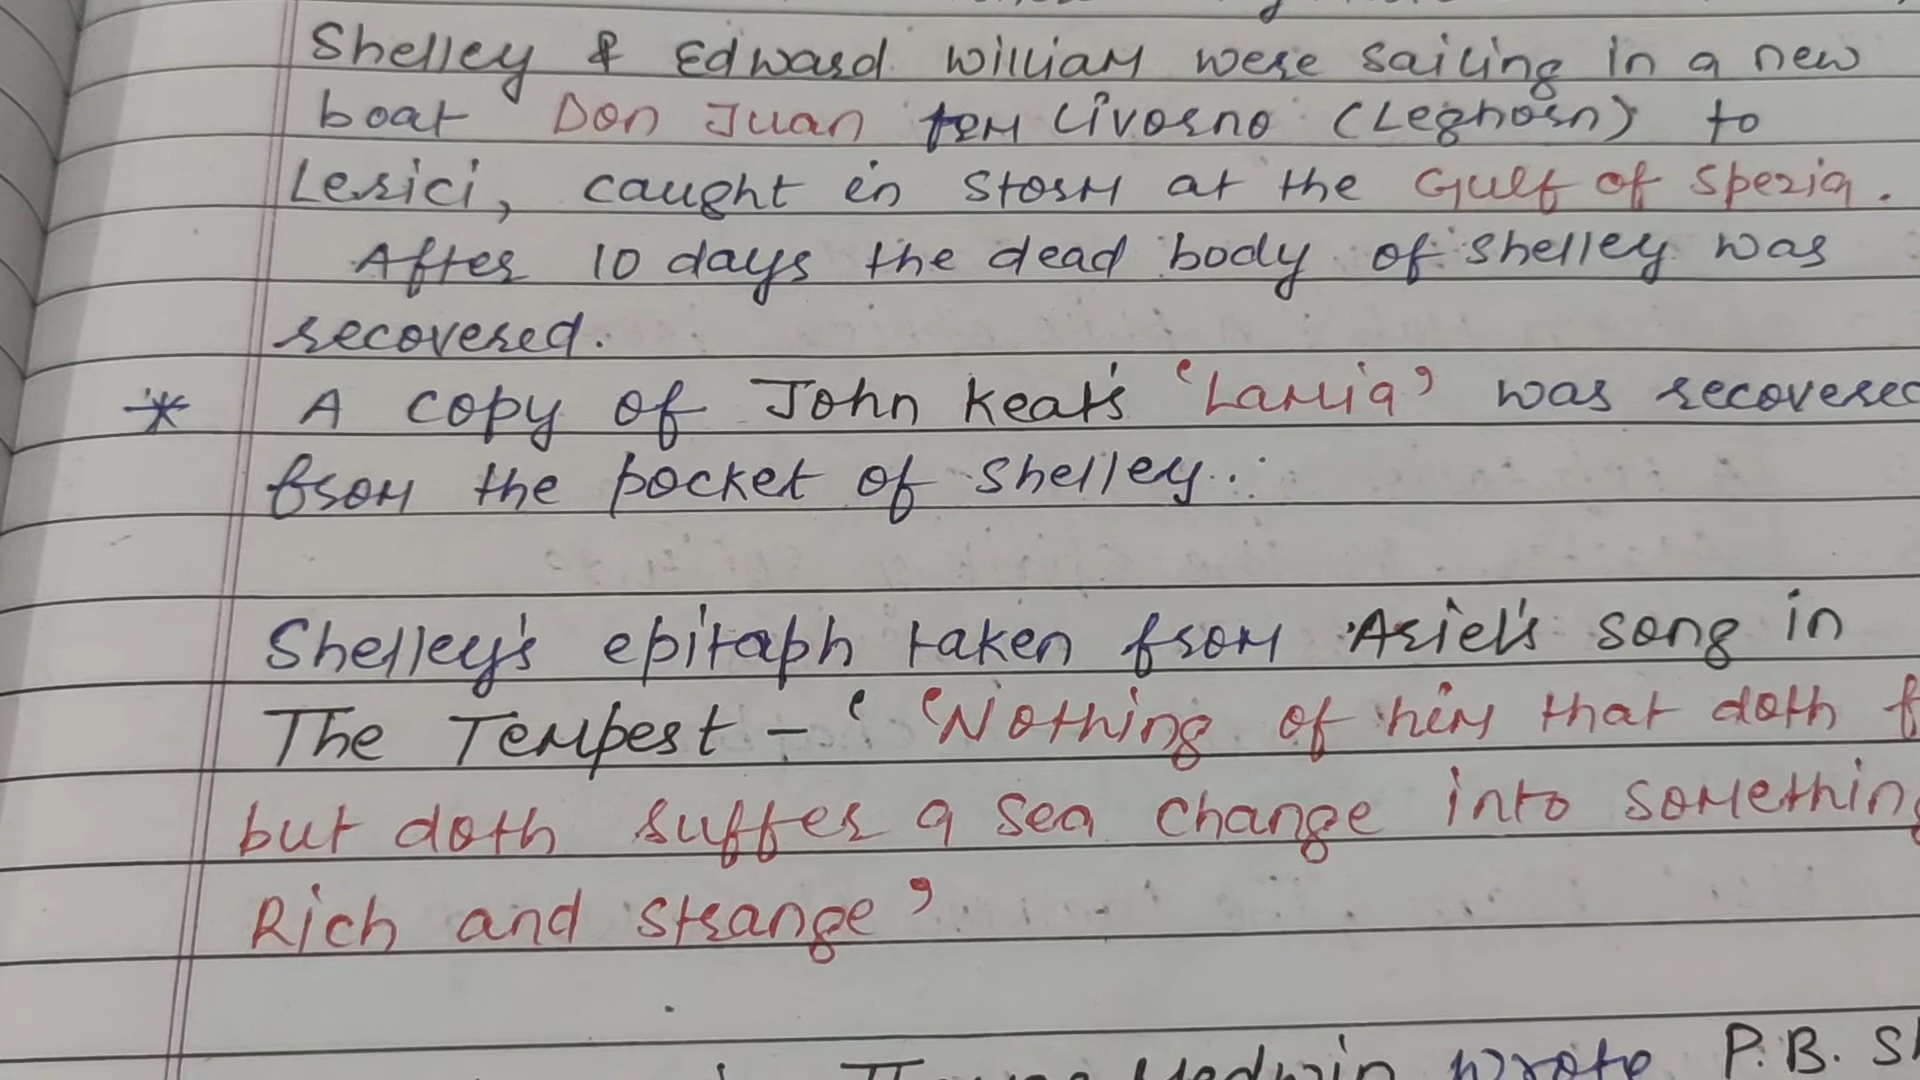 Shelley & Edward William were sailing in a new
boat Don Juan from Livorno (Leghorn) to
Lerici, caught in storm at the Gulf of Spezia.
After 10 days the dead body of Shelley was
recovered.
* A copy of John Keat's 'Lamia' was recovered
from the pocket of Shelley.
Shelley's epitaph taken from Ariel's song in
The Tempest - ' 'Nothing of him that doth
but doth suffer a sea change into something
Rich and strange'
wrote P.B.